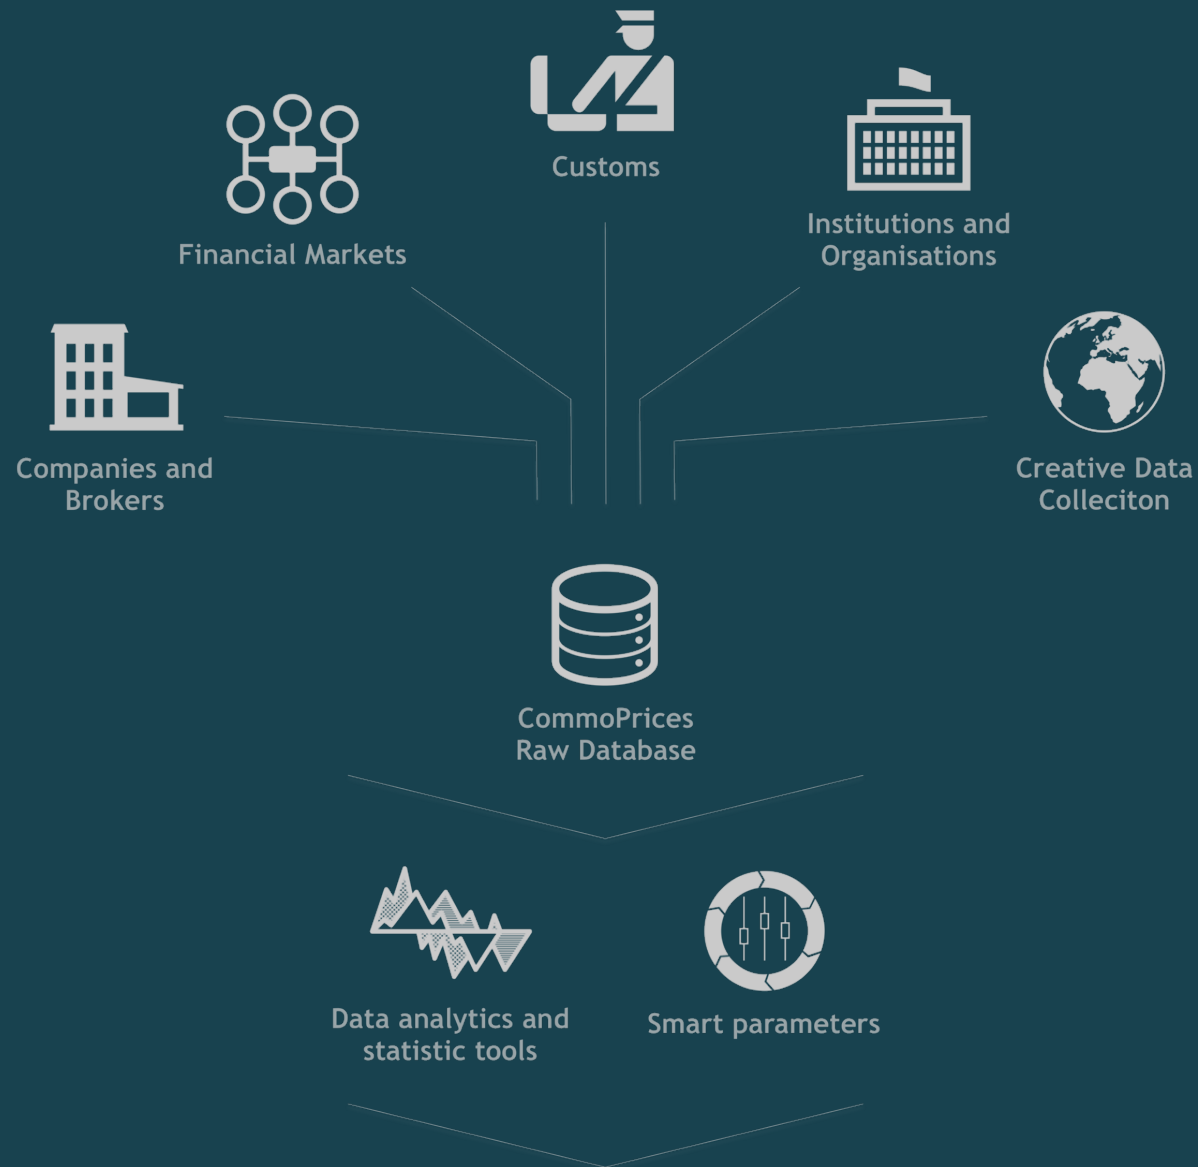 Customs
Financial Markets
Institutions and
Organisations
Companies and
Brokers
Creative Data
Colleciton
CommoPrices
Raw Database
Data analytics and
statistic tools
Smart parameters